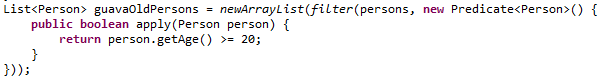 List<Person> guavaOldPersons = newArrayList(filter(persons, new Predicate<Person>() {
    public boolean apply(Person person) {
        return person.getAge() >= 20;
    }
}));